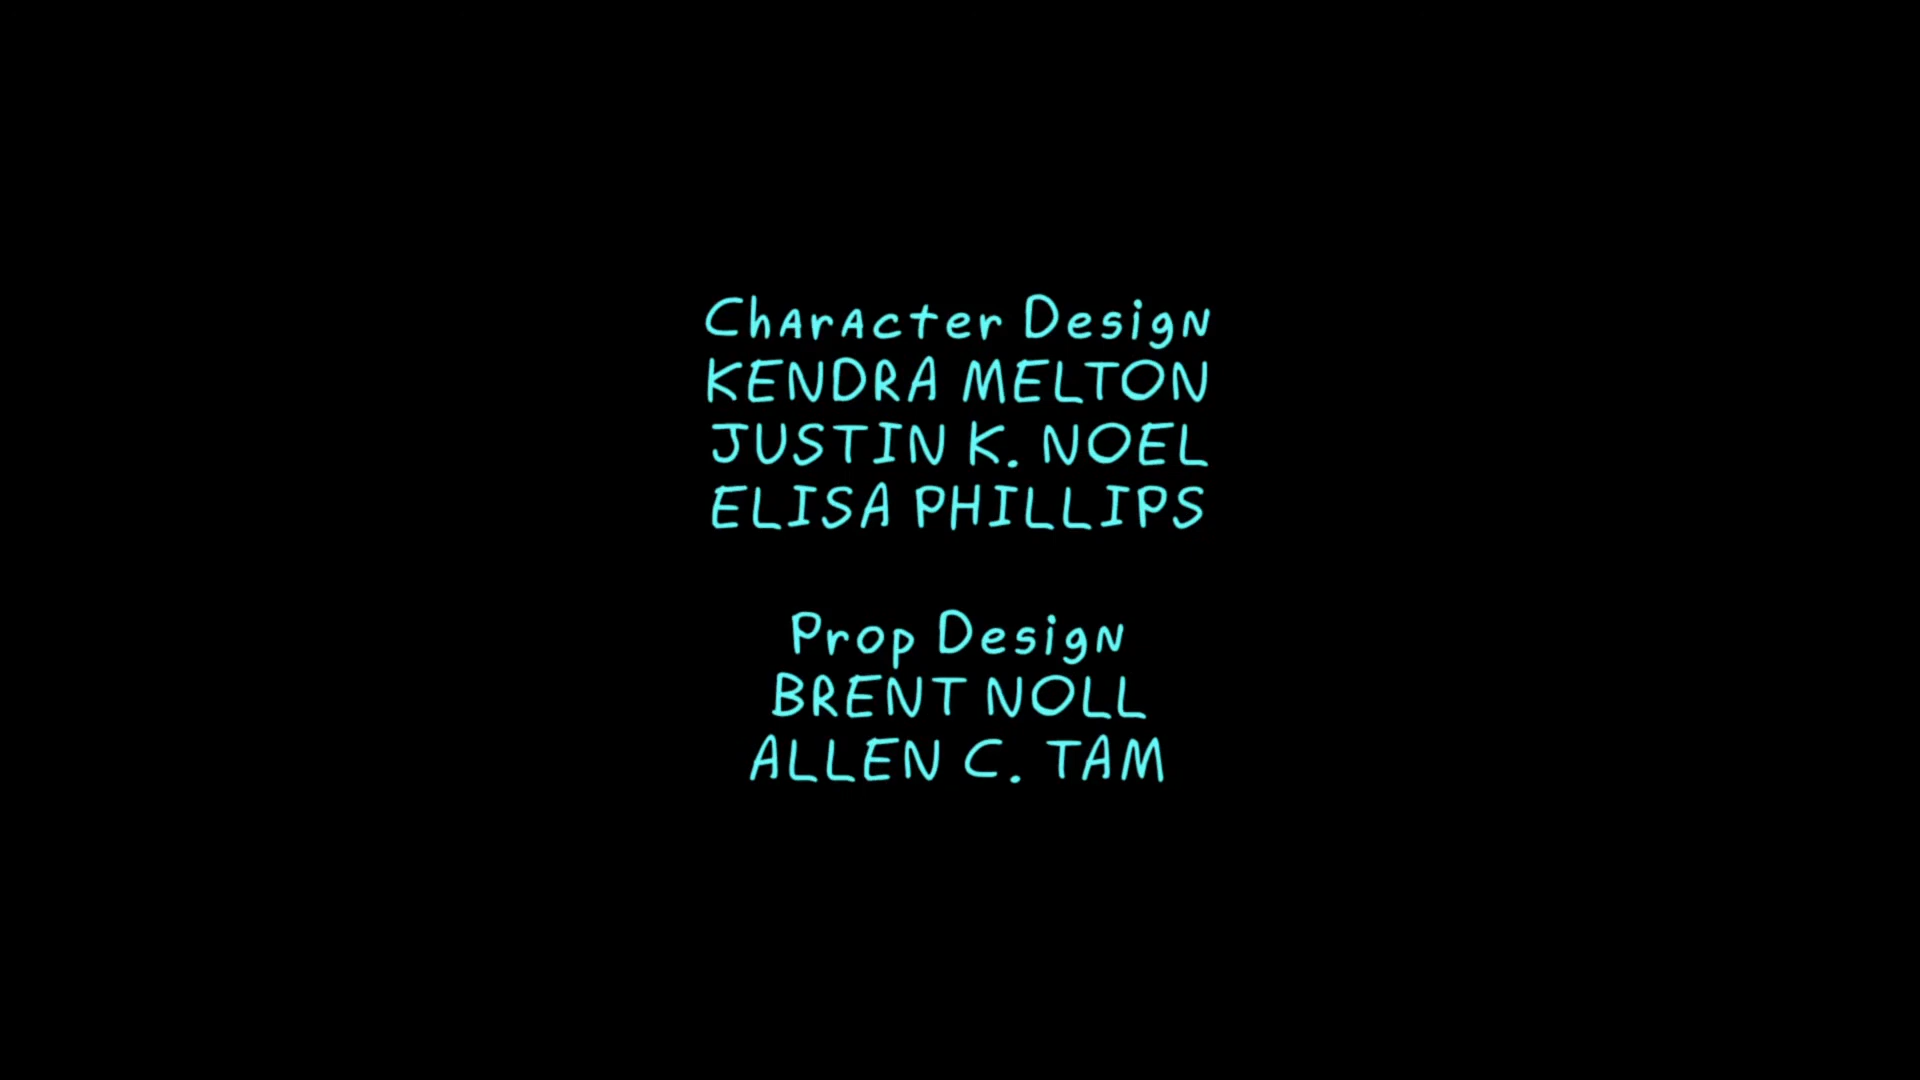 Character Design
KENDRA MELTON
JUSTIN K. NOEL
ELISA PHILLIPS
Prop Design
BRENT NOLL
ALLEN C. TAM